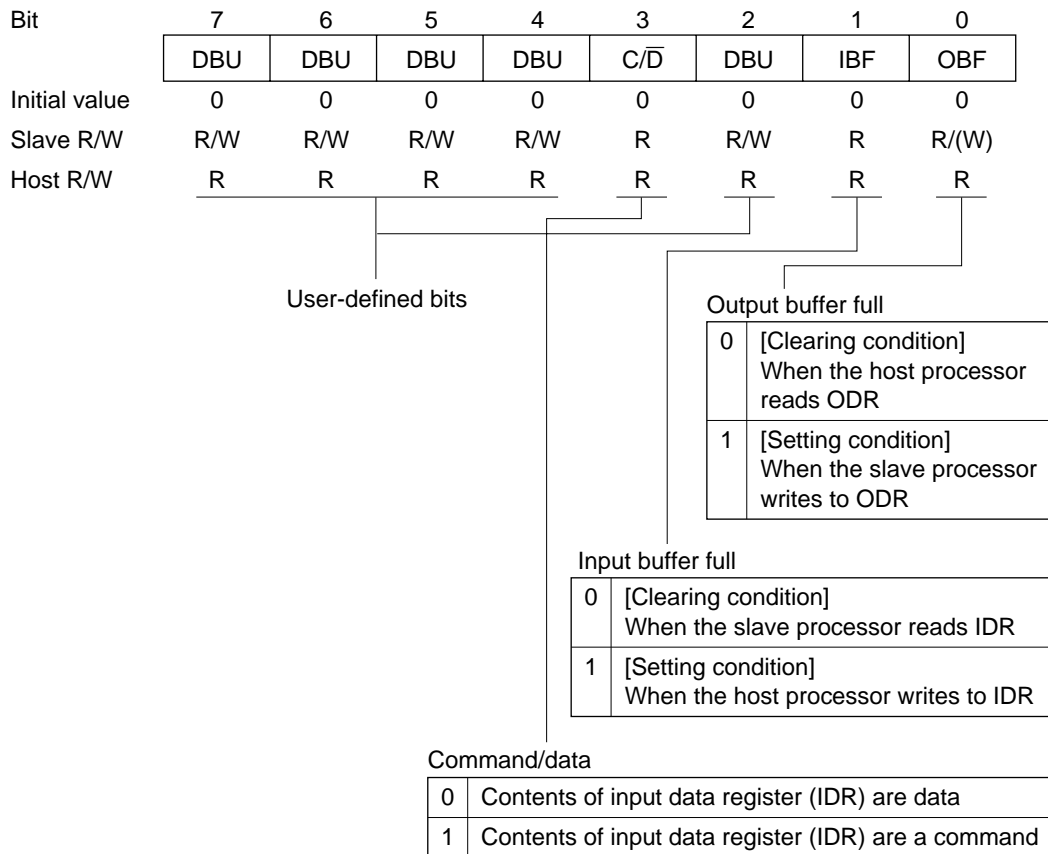 Bit 7 6 5 4 3 2 1 0
DBU DBU DBU DBU C/D̅ DBU IBF OBF
Initial value 0 0 0 0 0 0 0 0
Slave R/W R/W R/W R/W R/W R R/W R R/(W)
Host R/W R R R R R R R R
User-defined bits
Output buffer full
0 [Clearing condition]
When the host processor
reads ODR
1 [Setting condition]
When the slave processor
writes to ODR
Input buffer full
0 [Clearing condition]
When the slave processor reads IDR
1 [Setting condition]
When the host processor writes to IDR
Command/data
0 Contents of input data register (IDR) are data
1 Contents of input data register (IDR) are a command